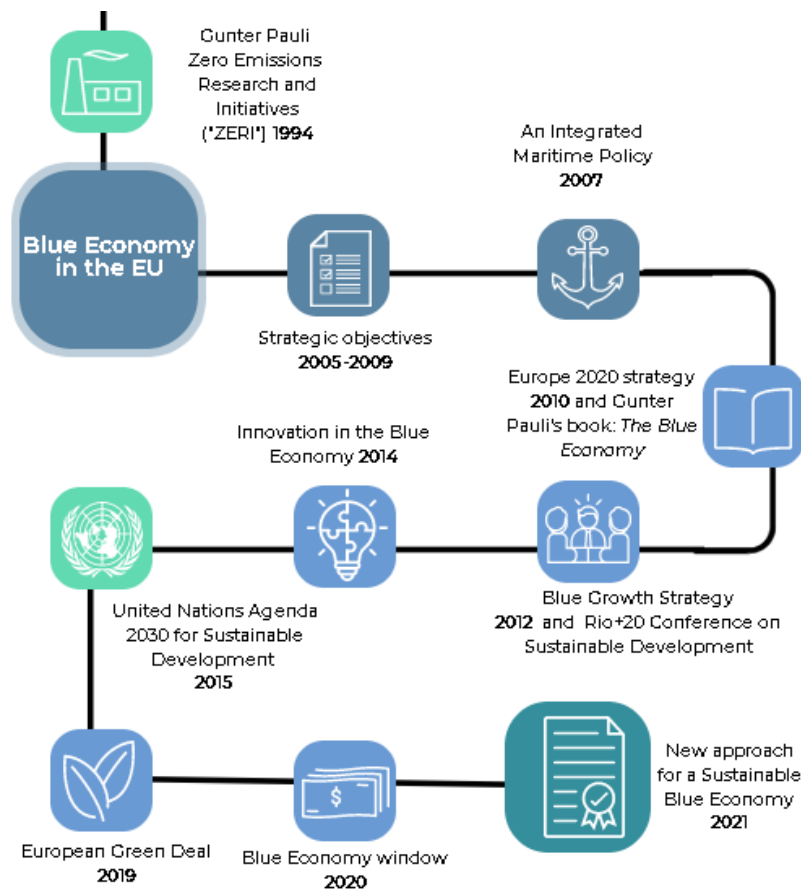 Gunter Pauli
Zero Emissions
Research and
Initiatives
("ZERI"] 1994
An Integrated
Maritime Policy
2007
Blue Economy
in the EU
Strategic objectives
2005-2009
Europe 2020 strategy
2010 and Gunter
Pauli's book: The Blue
Economy
Innovation in the Blue
Economy 2014
Blue Growth Strategy
2012 and Rio+20 Conference on
Sustainable Development
United Nations Agenda
2030 for Sustainable
Development
2015
$
New approach
for a Sustainable
Blue Economy
2021
European Green Deal
2019
Blue Economy window
2020